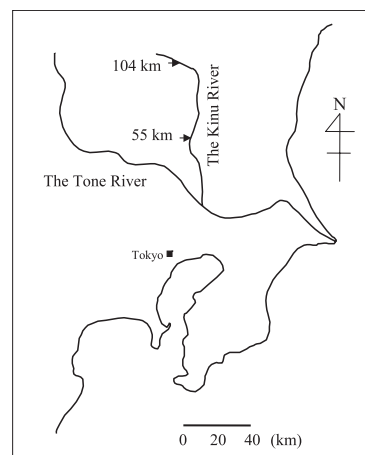 104 km
The Kinu River
N
55 km
The Tone River
Tokyo
0 20 40 (km)